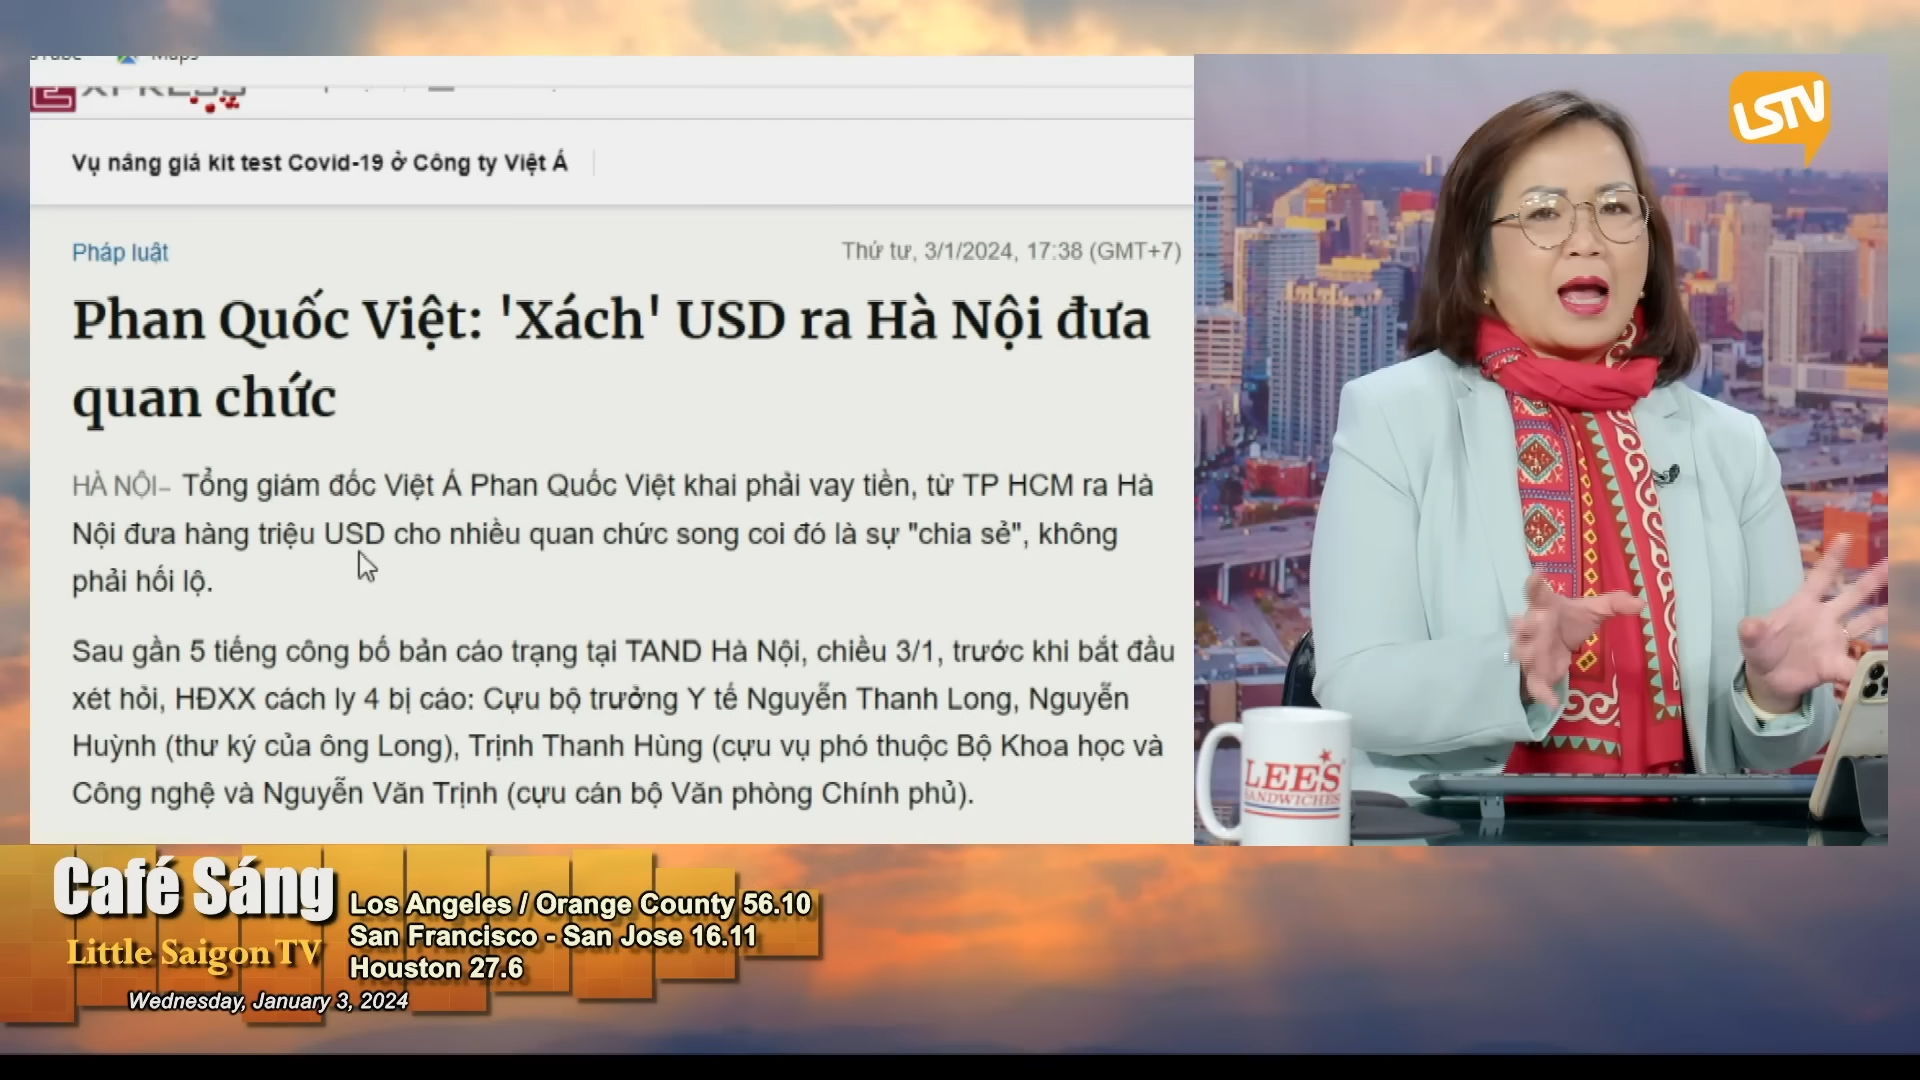 Maps
XPRESS
Vụ nâng giá kit test Covid-19 ở Công ty Việt Á
Pháp luật
Thứ tư, 3/1/2024, 17:38 (GMT+7)
Phan Quốc Việt: 'Xách' USD ra Hà Nội đưa
quan chức
HÀ NỘI– Tổng giám đốc Việt Á Phan Quốc Việt khai phải vay tiền, từ TP HCM ra Hà
Nội đưa hàng triệu USD cho nhiều quan chức song coi đó là sự "chia sẻ", không
phải hối lộ.
Sau gần 5 tiếng công bố bản cáo trạng tại TAND Hà Nội, chiều 3/1, trước khi bắt đầu
xét hỏi, HĐXX cách ly 4 bị cáo: Cựu bộ trưởng Y tế Nguyễn Thanh Long, Nguyễn
Huỳnh (thư ký của ông Long), Trịnh Thanh Hùng (cựu vụ phó thuộc Bộ Khoa học và
Công nghệ và Nguyễn Văn Trịnh (cựu cán bộ Văn phòng Chính phủ).
LSTV
LEE'S
SANDWICHES
Café Sáng
Little Saigon TV
Los Angeles / Orange County 56.10
San Francisco - San Jose 16.11
Houston 27.6
Wednesday, January 3, 2024